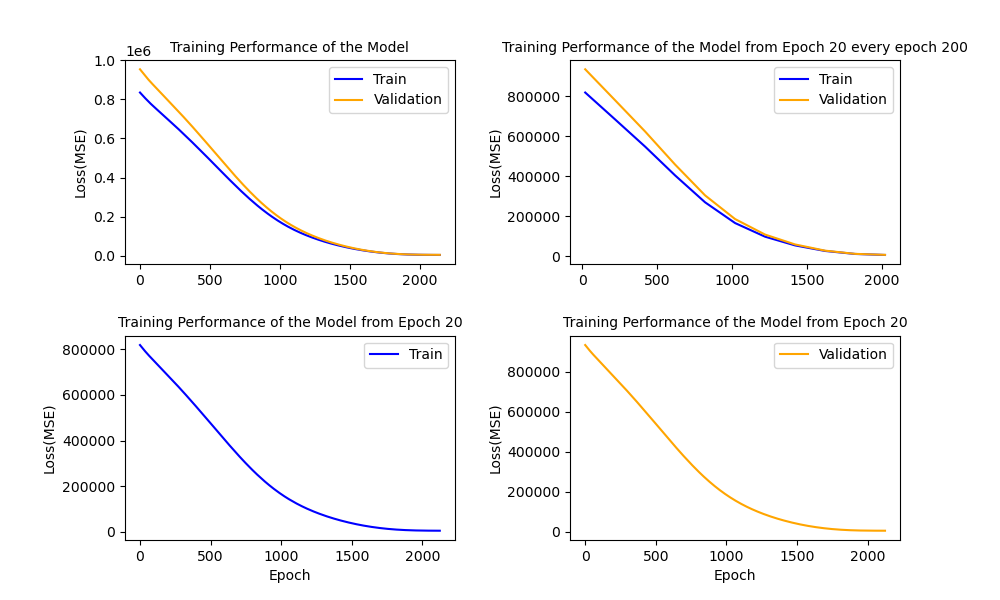 Training Performance of the Model
1e6
1.0
0.8
0.6
0.4
0.2
0.0
Loss(MSE)
Train
Validation
0 500 1000 1500 2000
Training Performance of the Model from Epoch 20 every epoch 200
800000
600000
400000
200000
0
Loss(MSE)
Train
Validation
0 500 1000 1500 2000
Training Performance of the Model from Epoch 20
800000
600000
400000
200000
0
Loss(MSE)
Train
0 500 1000 1500 2000
Epoch
Training Performance of the Model from Epoch 20
800000
600000
400000
200000
0
Loss(MSE)
Validation
0 500 1000 1500 2000
Epoch